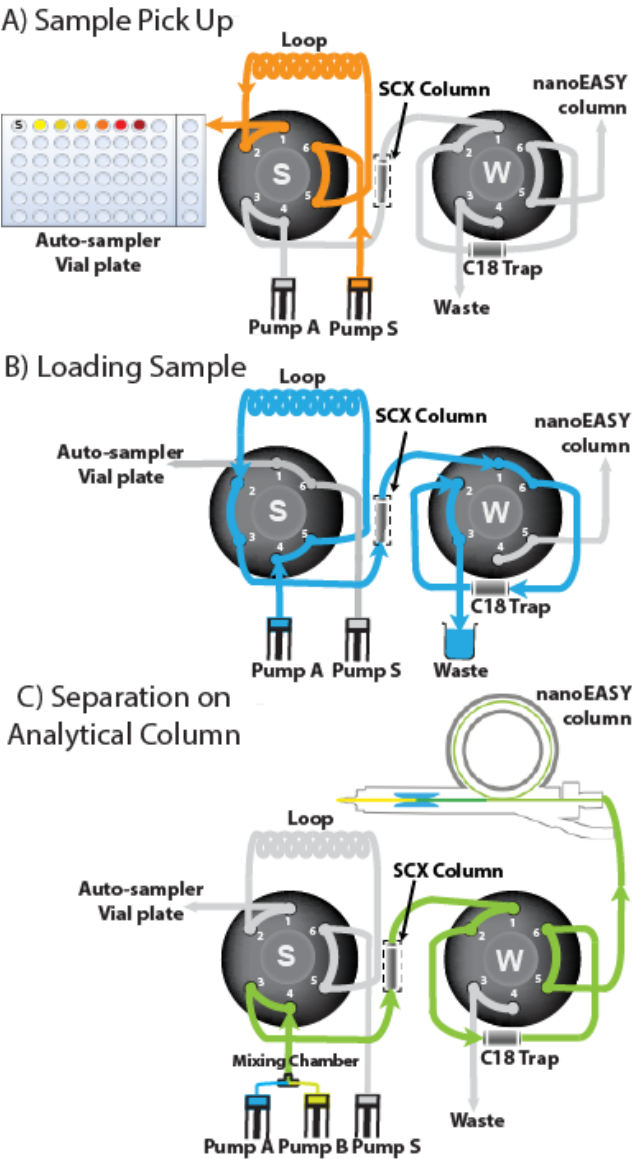 A) Sample Pick Up
Loop
SCX Column
nanoEASY
column
S
1
2
6
S
3
5
4
1
2
6
W
3
5
4
Auto-sampler
Vial plate
C18 Trap
Waste
Pump A Pump S
B) Loading Sample
Loop
SCX Column
nanoEASY
column
Auto-sampler
Vial plate
1
2
6
S
3
5
4
1
2
6
W
3
5
4
C18 Trap
Pump A Pump S
Waste
C) Separation on
Analytical Column
nanoEASY
column
Loop
SCX Column
Auto-sampler
Vial plate
1
2
6
S
3
5
4
1
2
6
W
3
5
4
Mixing Chamber
C18 Trap
Waste
Pump A Pump B Pump S